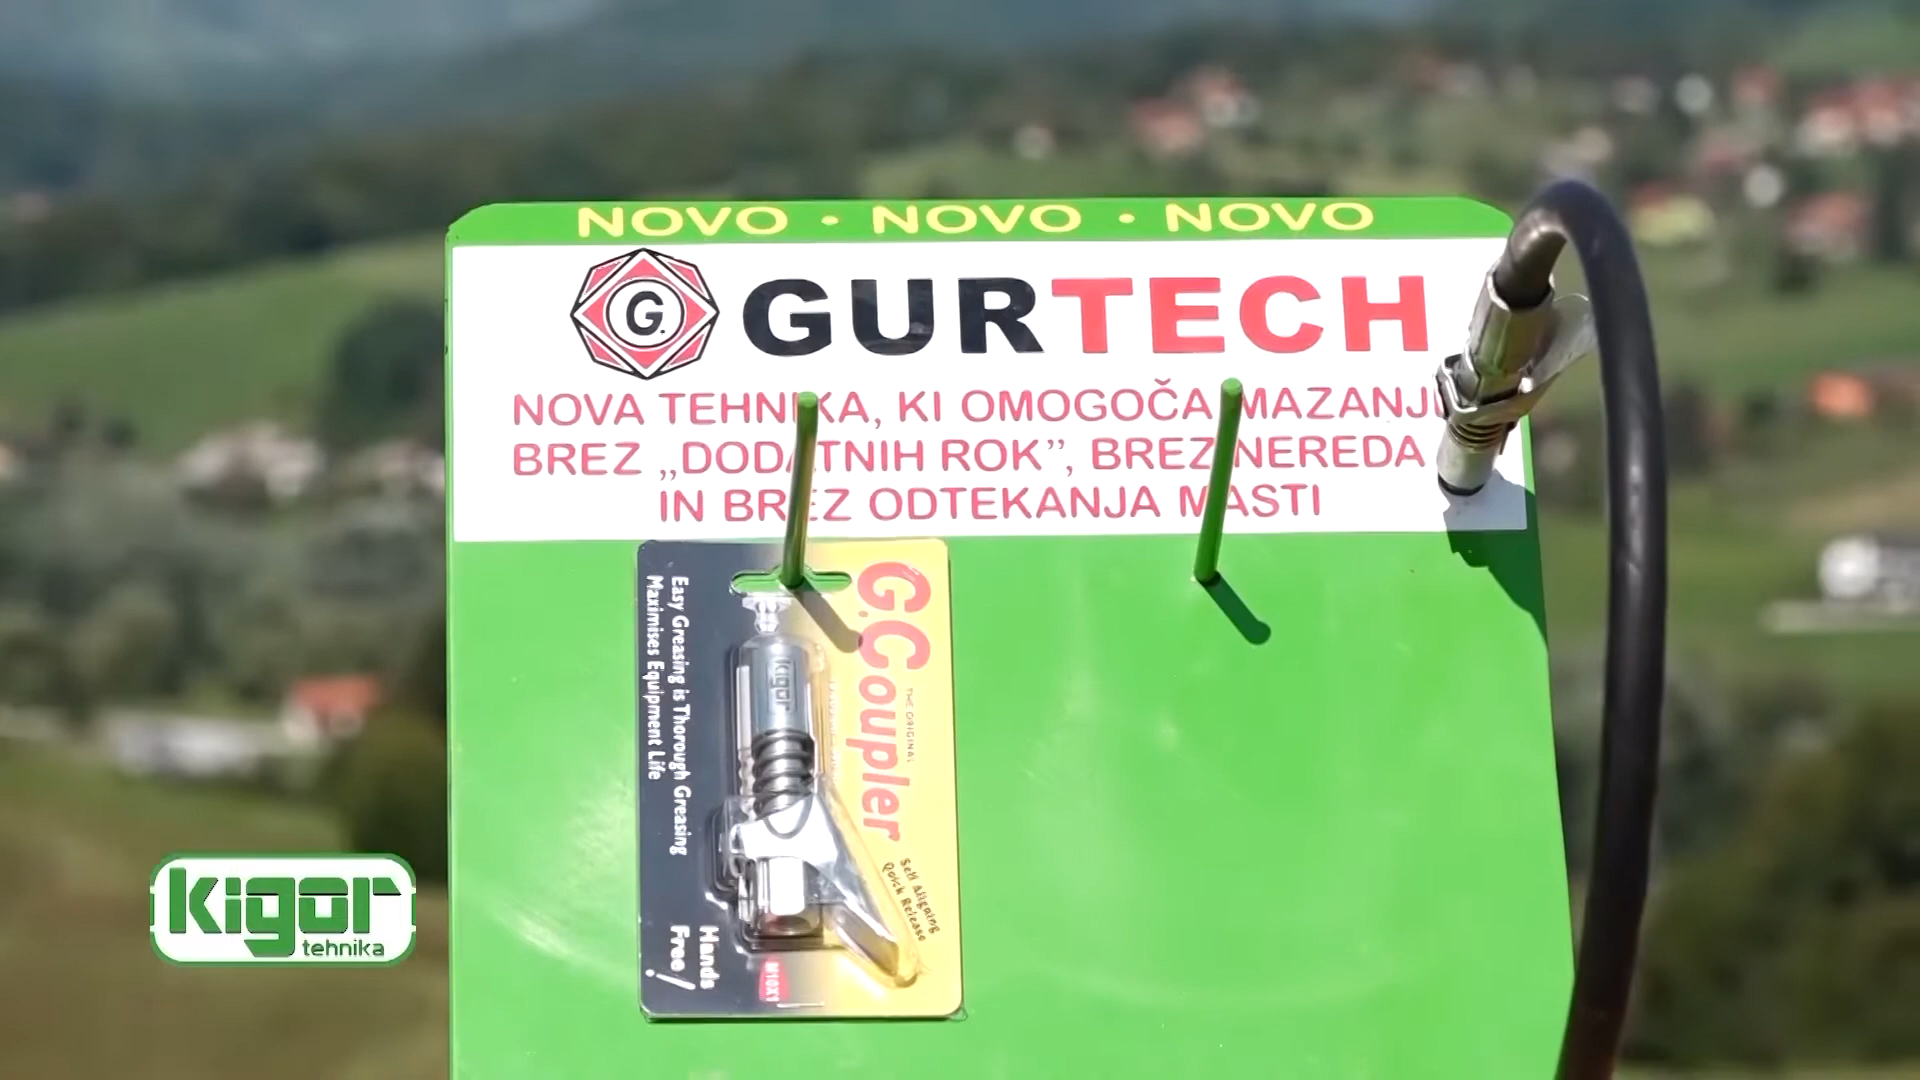 NOVO · NOVO · NOVO
G.
GURTECH
NOVA TEHNIKA, KI OMOGOČA MAZANJE
BREZ „DODATNIH ROK”, BREZ NEREDA
IN BREZ ODTEKANJA MASTI
G.Coupler
THE ORIGINAL
Self Aligning
Quick Release
Kigor
Easy Greasing is Thorough Greasing
Maximises Equipment Life
Hands
Free!
M10X1
Kigor
tehnika